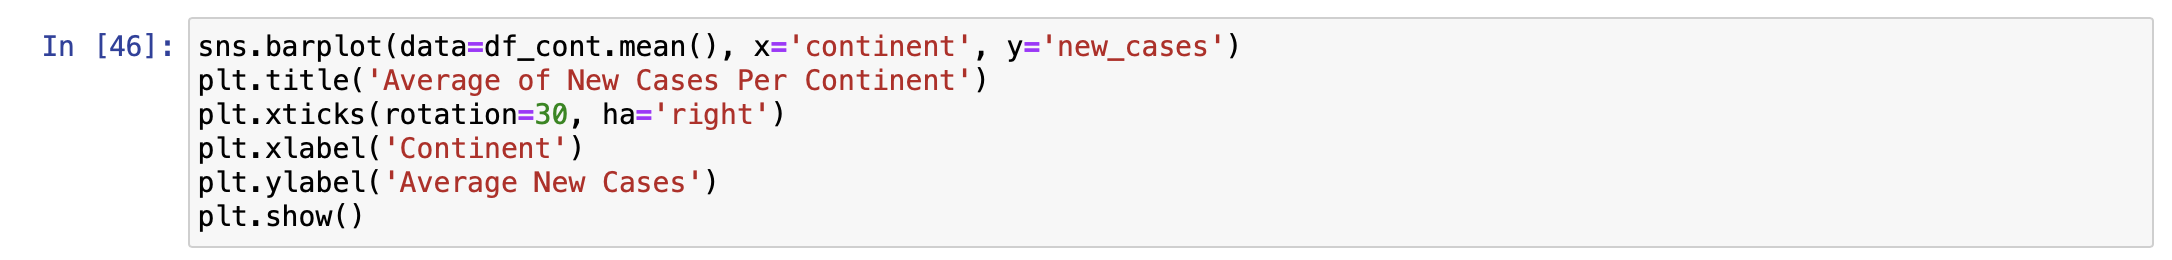 In [46]: sns.barplot(data=df_cont.mean(), x='continent', y='new_cases')
plt.title('Average of New Cases Per Continent')
plt.xticks(rotation=30, ha='right')
plt.xlabel('Continent')
plt.ylabel('Average New Cases')
plt.show()